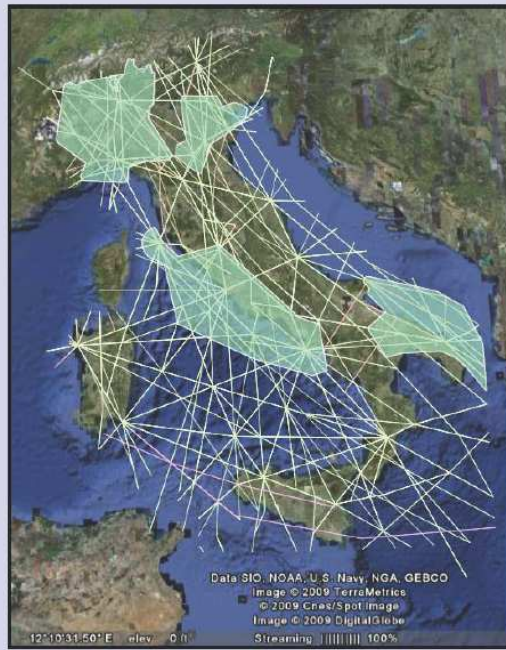 Data SIO, NOAA, U.S. Navy, NGA, GEBCO
Image © 2009 TerraMetrics
© 2009 Cnes/Spot Image
Image © 2009 DigitalGlobe
12°10'31.50" E elev 0 ft Streaming |||||||||| 100%